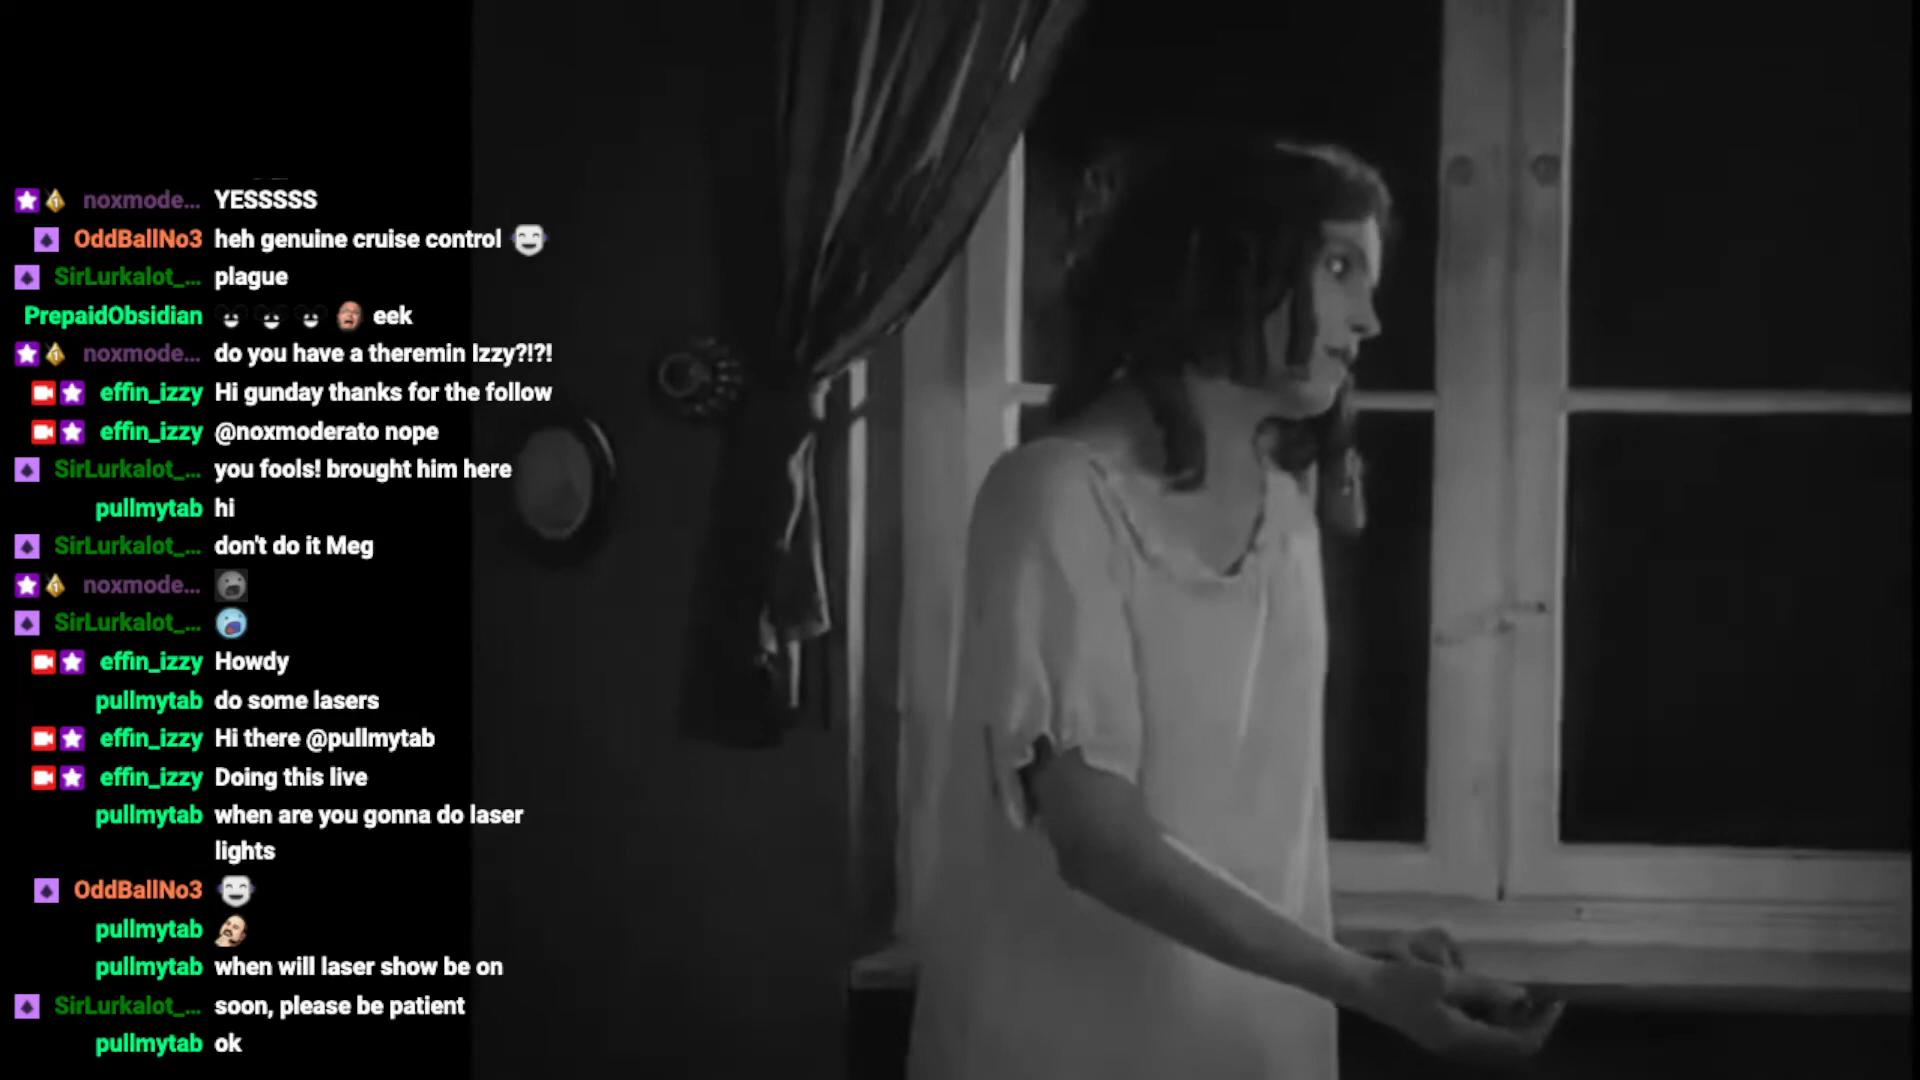 noxmode... YESSSSS
OddBallNo3 heh genuine cruise control
SirLurkalot_... plague
PrepaidObsidian eek
noxmode... do you have a theremin Izzy?!?!
effin_izzy Hi gunday thanks for the follow
effin_izzy @noxmoderato nope
SirLurkalot_... you fools! brought him here
pullmytab hi
SirLurkalot_... don't do it Meg
noxmode...
SirLurkalot_...
effin_izzy Howdy
pullmytab do some lasers
effin_izzy Hi there @pullmytab
effin_izzy Doing this live
pullmytab when are you gonna do laser
lights
OddBallNo3
pullmytab
pullmytab when will laser show be on
SirLurkalot_... soon, please be patient
pullmytab ok